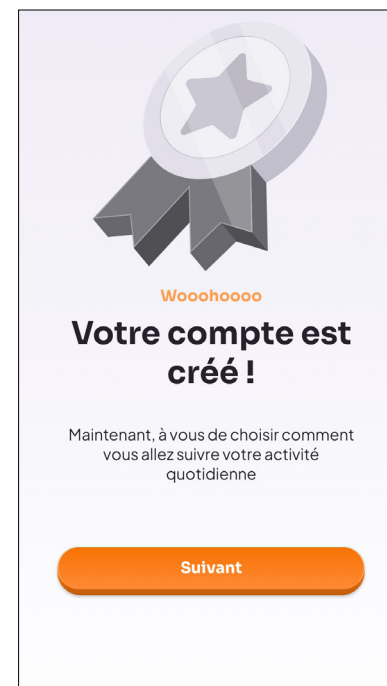 Wooohoooo
Votre compte est
créé !
Maintenant, à vous de choisir comment
vous allez suivre votre activité
quotidienne
Suivant